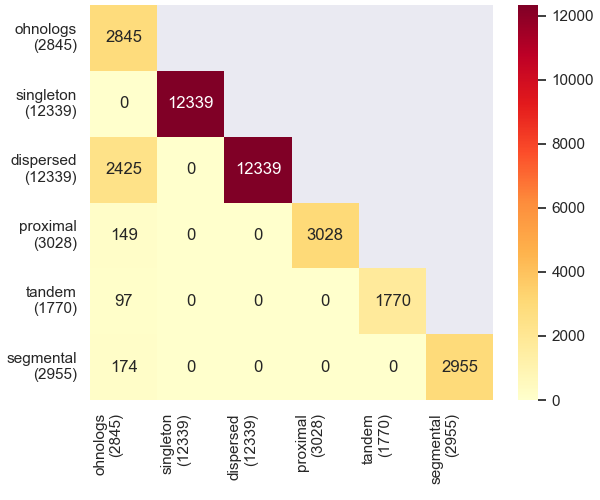 ohnologs
(2845)
2845
singleton
(12339)
0 12339
dispersed
(12339)
2425 0 12339
proximal
(3028)
149 0 0 3028
tandem
(1770)
97 0 0 0 1770
segmental
(2955)
174 0 0 0 0 2955
ohnologs
(2845)
singleton
(12339)
dispersed
(12339)
proximal
(3028)
tandem
(1770)
segmental
(2955)
12000
10000
8000
6000
4000
2000
0